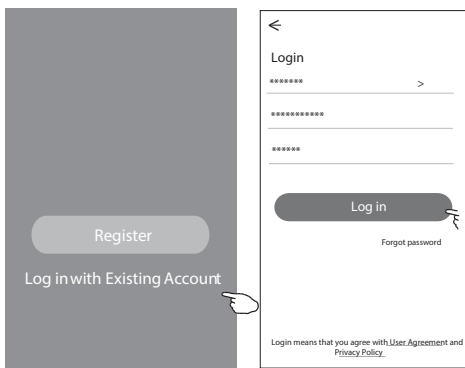 Register
Log in with Existing Account
Login
******* >
***********
******
Log in
Forgot password
Login means that you agree with User Agreement and
Privacy Policy